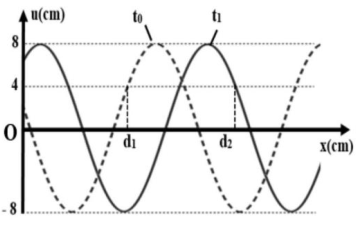 u(cm) t₀ t₁
8
4
O d₁ d₂ x(cm)
- 8